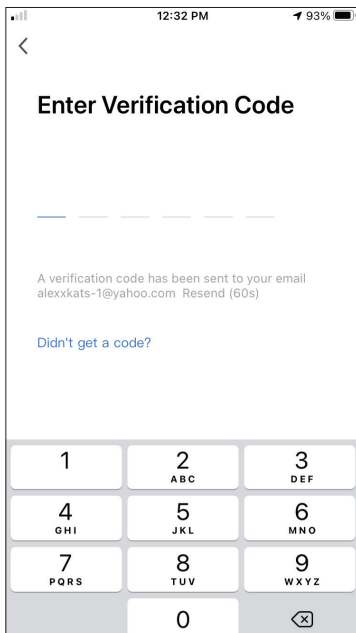 12:32 PM 93%
Enter Verification Code
A verification code has been sent to your email
alexxkats-1@yahoo.com Resend (60s)
Didn't get a code?
1 2 3
ABC DEF
4 5 6
GHI JKL MNO
7 8 9
PQRS TUV WXYZ
0